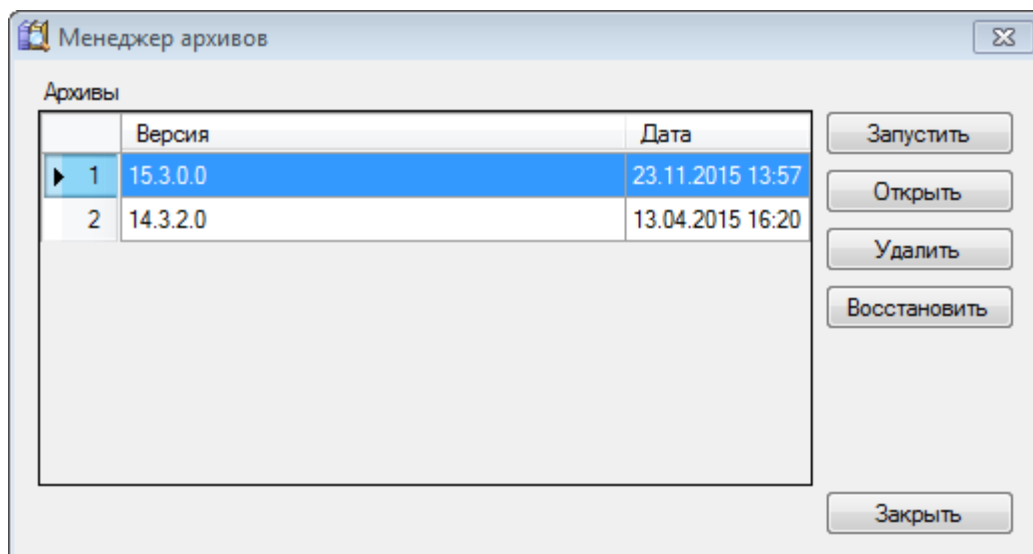 Менеджер архивов
Архивы
Версия Дата
1 15.3.0.0 23.11.2015 13:57
2 14.3.2.0 13.04.2015 16:20
Запустить
Открыть
Удалить
Восстановить
Закрыть